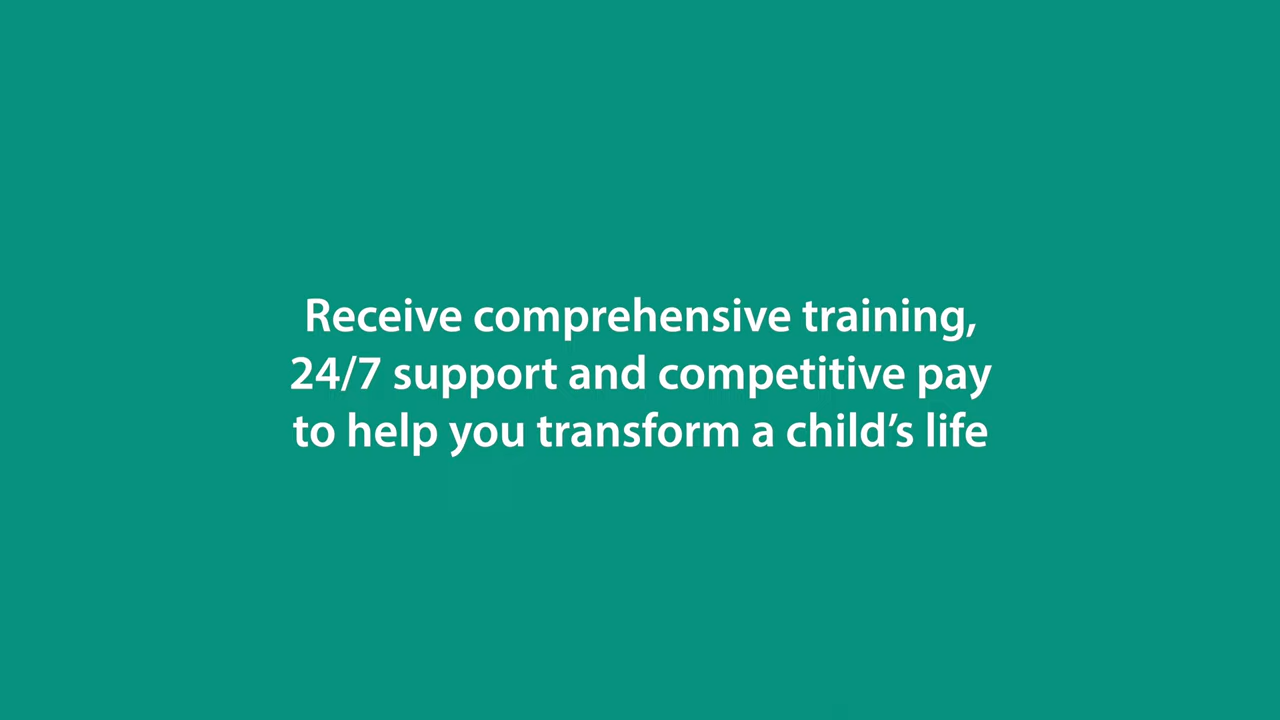 Receive comprehensive training,
24/7 support and competitive pay
to help you transform a child’s life